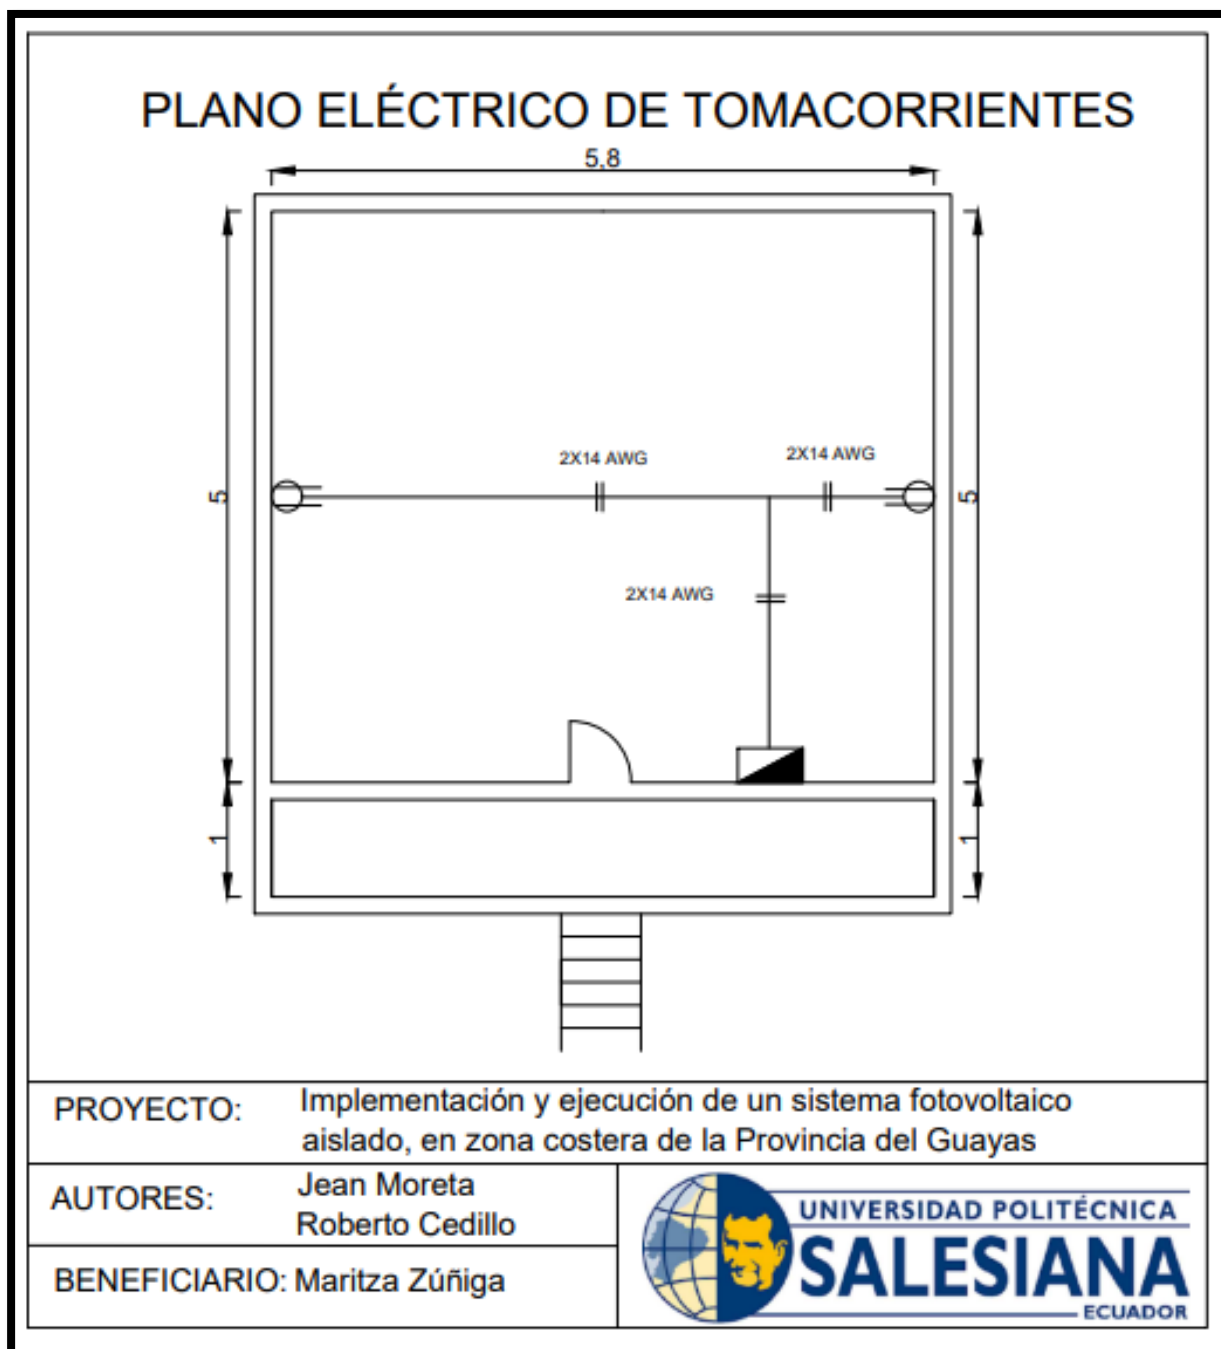 PLANO ELÉCTRICO DE TOMACORRIENTES
5,8
2X14 AWG
2X14 AWG
5
5
2X14 AWG
1
1
PROYECTO: Implementación y ejecución de un sistema fotovoltaico
aislado, en zona costera de la Provincia del Guayas
AUTORES: Jean Moreta
Roberto Cedillo
BENEFICIARIO: Maritza Zúñiga
UNIVERSIDAD POLITÉCNICA
SALESIANA
ECUADOR